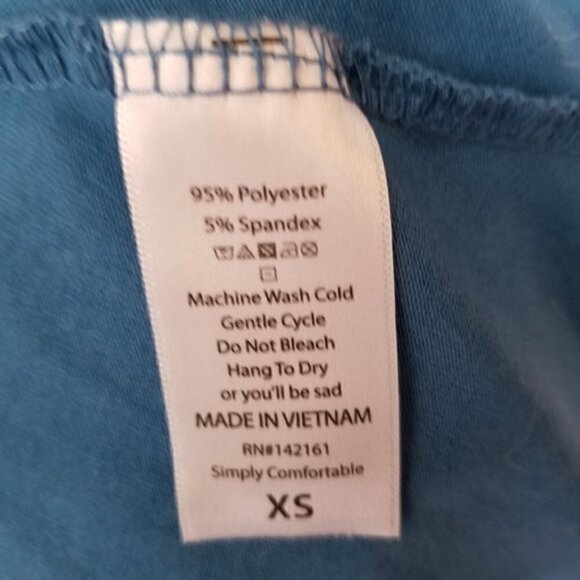 95% Polyester
5% Spandex
Machine Wash Cold
Gentle Cycle
Do Not Bleach
Hang To Dry
or you'll be sad
MADE IN VIETNAM
RN#142161
Simply Comfortable
XS